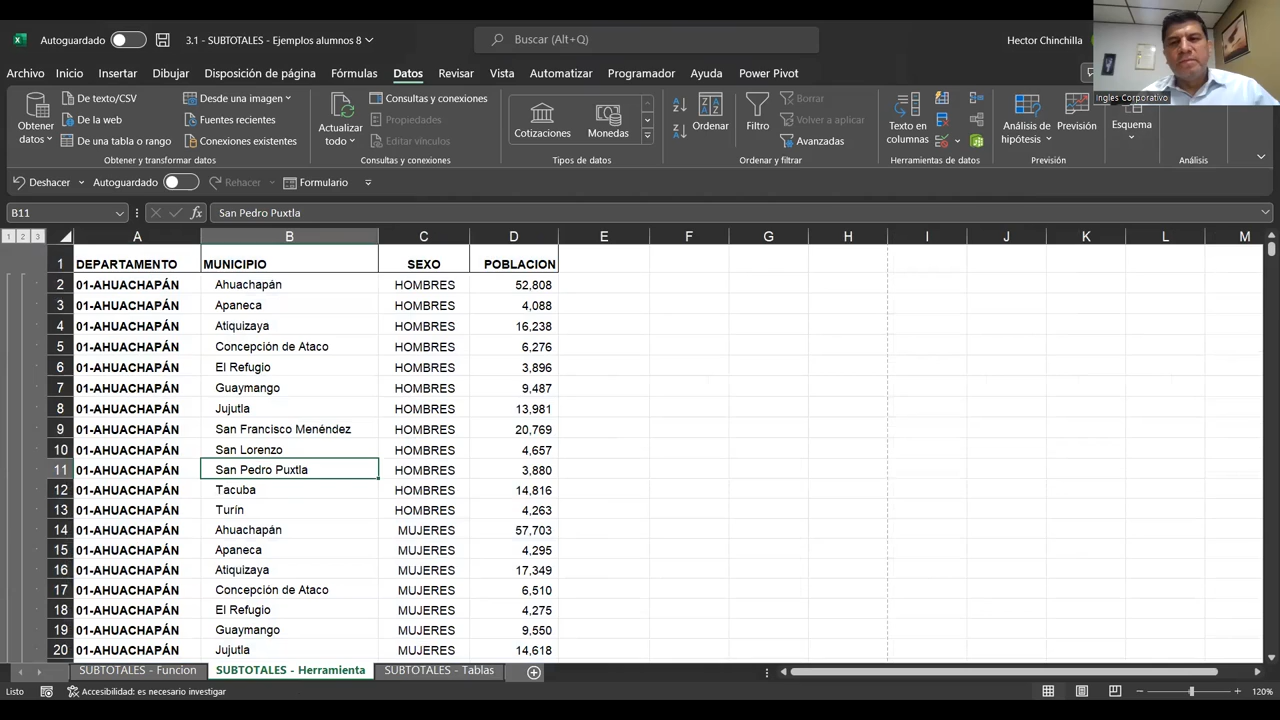 Autoguardado
3.1 - SUBTOTALES - Ejemplos alumnos 8
Buscar (Alt+Q)
Hector Chinchilla
Ingles Corporativo
Archivo Inicio Insertar Dibujar Disposición de página Fórmulas Datos Revisar Vista Automatizar Programador Ayuda Power Pivot
Obtener datos
De texto/CSV
De la web
De una tabla o rango
Desde una imagen
Fuentes recientes
Conexiones existentes
Obtener y transformar datos
Actualizar todo
Consultas y conexiones
Propiedades
Editar vínculos
Consultas y conexiones
Cotizaciones
Monedas
Tipos de datos
Ordenar
Filtro
Borrar
Volver a aplicar
Avanzadas
Ordenar y filtrar
Texto en columnas
Herramientas de datos
Análisis de hipótesis
Previsión
Previsión
Esquema
Análisis
Deshacer Autoguardado Rehacer Formulario
B11 fx San Pedro Puxtla
1 2 3 A B C D E F G H I J K L M
1 DEPARTAMENTO MUNICIPIO SEXO POBLACION
2 01-AHUACHAPÁN Ahuachapán HOMBRES 52,808
3 01-AHUACHAPÁN Apaneca HOMBRES 4,088
4 01-AHUACHAPÁN Atiquizaya HOMBRES 16,238
5 01-AHUACHAPÁN Concepción de Ataco HOMBRES 6,276
6 01-AHUACHAPÁN El Refugio HOMBRES 3,896
7 01-AHUACHAPÁN Guaymango HOMBRES 9,487
8 01-AHUACHAPÁN Jujutla HOMBRES 13,981
9 01-AHUACHAPÁN San Francisco Menéndez HOMBRES 20,769
10 01-AHUACHAPÁN San Lorenzo HOMBRES 4,657
11 01-AHUACHAPÁN San Pedro Puxtla HOMBRES 3,880
12 01-AHUACHAPÁN Tacuba HOMBRES 14,816
13 01-AHUACHAPÁN Turín HOMBRES 4,263
14 01-AHUACHAPÁN Ahuachapán MUJERES 57,703
15 01-AHUACHAPÁN Apaneca MUJERES 4,295
16 01-AHUACHAPÁN Atiquizaya MUJERES 17,349
17 01-AHUACHAPÁN Concepción de Ataco MUJERES 6,510
18 01-AHUACHAPÁN El Refugio MUJERES 4,275
19 01-AHUACHAPÁN Guaymango MUJERES 9,550
20 01-AHUACHAPÁN Jujutla MUJERES 14,618
SUBTOTALES - Funcion SUBTOTALES - Herramienta SUBTOTALES - Tablas
Listo Accesibilidad: es necesario investigar 120%